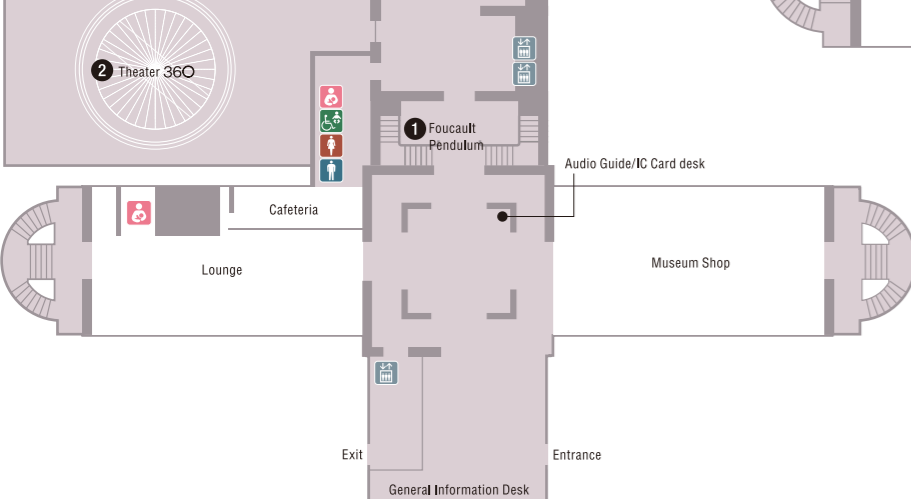 2 Theater 36O
1 Foucault
Pendulum
Audio Guide/IC Card desk
Cafeteria
Lounge
Museum Shop
Exit
Entrance
General Information Desk